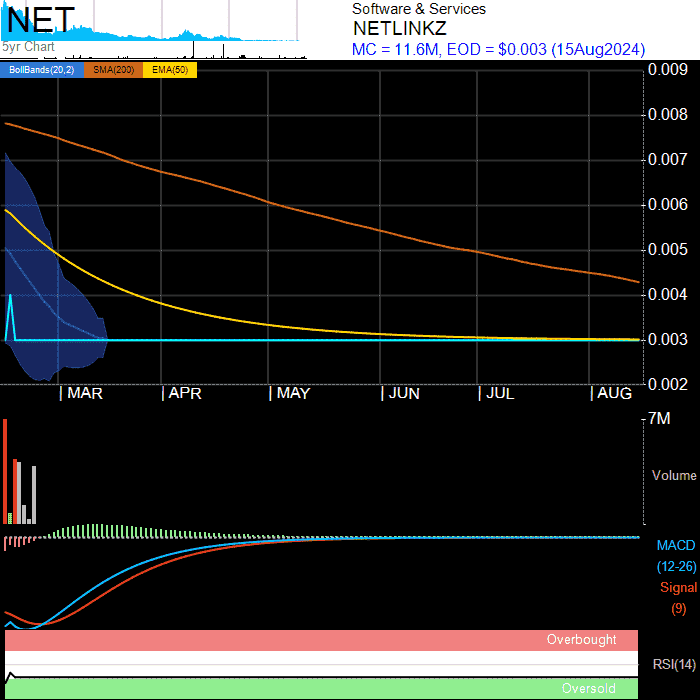 NET
5yr Chart
Software & Services
NETLINKZ
MC = 11.6M, EOD = $0.003 (15Aug2024)
BollBands(20,2) SMA(200) EMA(50)
0.009
0.008
0.007
0.006
0.005
0.004
0.003
0.002
MAR APR MAY JUN JUL AUG
7M
Volume
MACD
(12-26)
Signal
(9)
Overbought
RSI(14)
Oversold